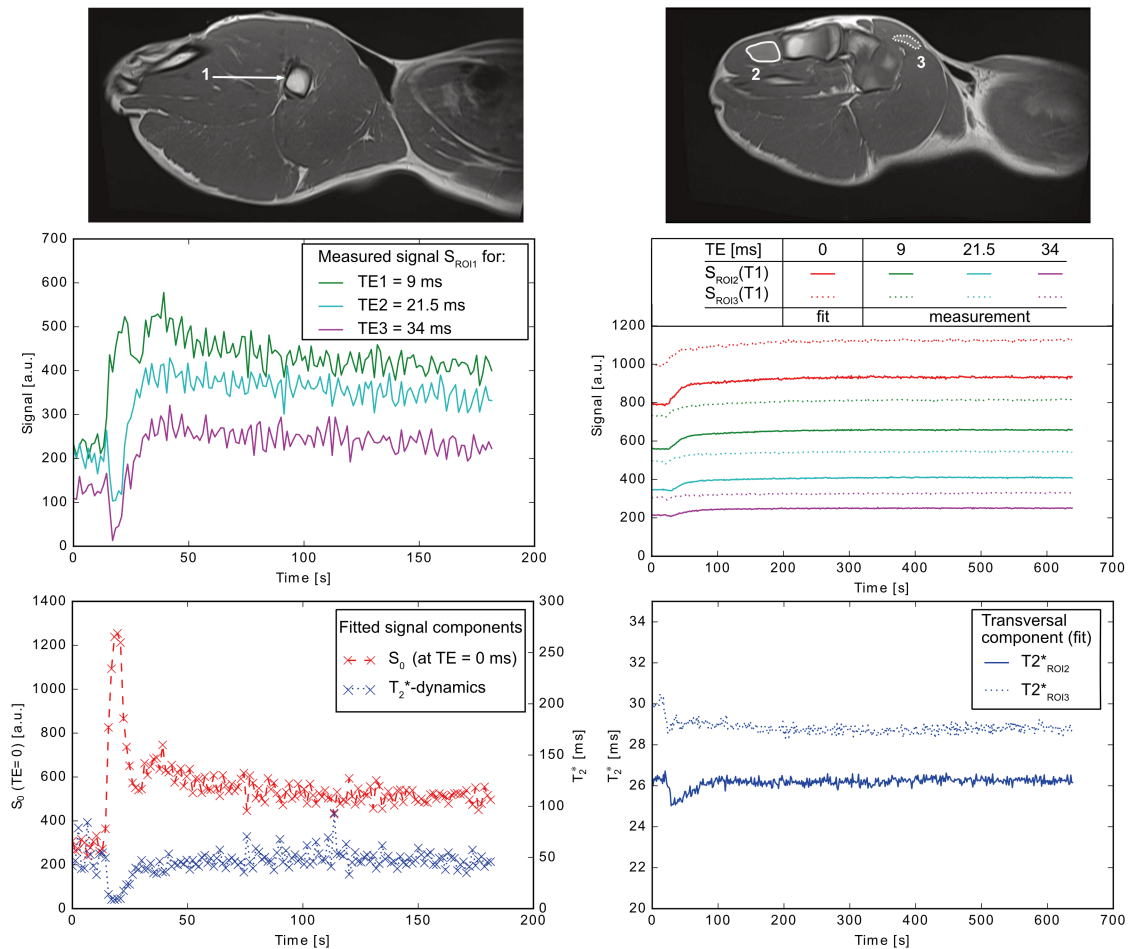 1
2
3
700
600
500
400
300
200
100
0
Signal [a.u.]
Measured signal S_ROI1 for:
TE1 = 9 ms
TE2 = 21.5 ms
TE3 = 34 ms
0 50 100 150 200
Time [s]
TE [ms] 0 9 21.5 34
S_ROI2(T1)
S_ROI3(T1)
fit measurement
1200
1000
800
600
400
200
0
Signal [a.u.]
0 100 200 300 400 500 600 700
Time [s]
1400
1200
1000
800
600
400
200
0
S_0 (TE= 0) [a.u.]
Fitted signal components
S_0 (at TE = 0 ms)
T_2*-dynamics
300
250
200
150
100
50
0
T_2* [ms]
0 50 100 150 200
Time [s]
34
32
30
28
26
24
22
20
T_2* [ms]
Transversal
component (fit)
T2*_ROI2
T2*_ROI3
0 100 200 300 400 500 600 700
Time [s]